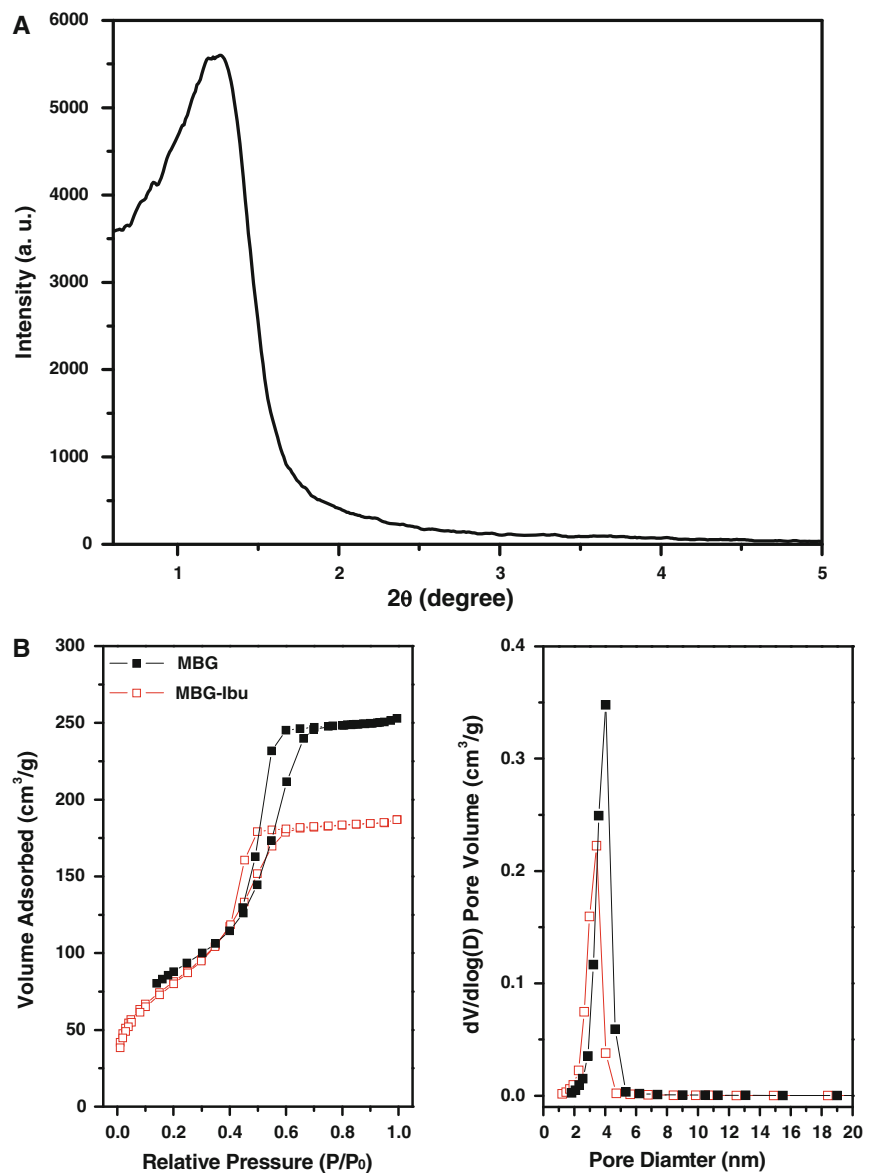 A
6000
5000
4000
3000
2000
1000
0
Intensity (a. u.)
1 2 3 4 5
2θ (degree)
B
300
250
200
150
100
50
0
Volume Adsorbed (cm³/g)
MBG
MBG-Ibu
0.0 0.2 0.4 0.6 0.8 1.0
Relative Pressure (P/P₀)
0.4
0.3
0.2
0.1
0.0
dV/dlog(D) Pore Volume (cm³/g)
0 2 4 6 8 10 12 14 16 18 20
Pore Diamter (nm)